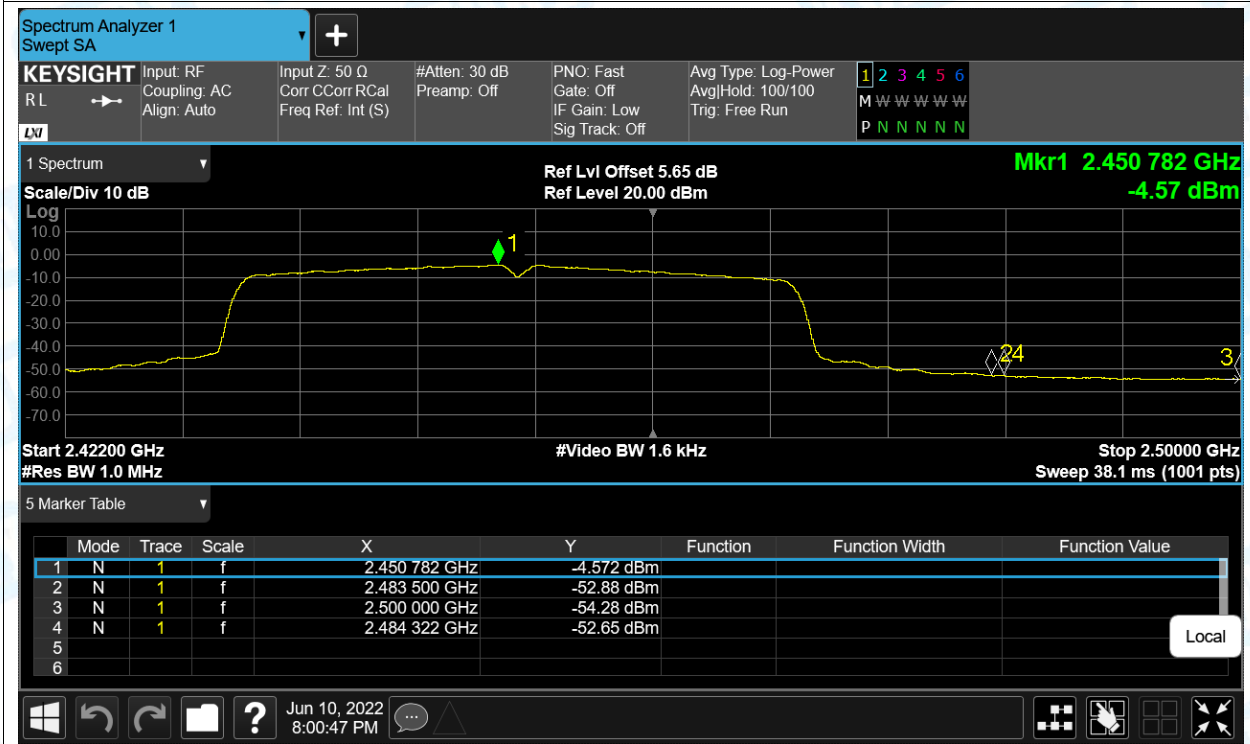 Spectrum Analyzer 1
Swept SA
+
KEYSIGHT
R L
LXI
Input: RF
Coupling: AC
Align: Auto
Input Z: 50 Ω
Corr CCorr RCal
Freq Ref: Int (S)
#Atten: 30 dB
Preamp: Off
PNO: Fast
Gate: Off
IF Gain: Low
Sig Track: Off
Avg Type: Log-Power
Avg|Hold: 100/100
Trig: Free Run
1 2 3 4 5 6
M W W W W W
P N N N N N
1 Spectrum
Scale/Div 10 dB
Ref Lvl Offset 5.65 dB
Ref Level 20.00 dBm
Mkr1 2.450 782 GHz
-4.57 dBm
Log
10.0
0.00
-10.0
-20.0
-30.0
-40.0
-50.0
-60.0
-70.0
1
24
3
Start 2.42200 GHz
#Video BW 1.6 kHz
Stop 2.50000 GHz
#Res BW 1.0 MHz
Sweep 38.1 ms (1001 pts)
5 Marker Table
Mode Trace Scale X Y Function Function Width Function Value
1 N 1 f 2.450 782 GHz -4.572 dBm
2 N 1 f 2.483 500 GHz -52.88 dBm
3 N 1 f 2.500 000 GHz -54.28 dBm
4 N 1 f 2.484 322 GHz -52.65 dBm
5
6
Local
?
Jun 10, 2022
8:00:47 PM